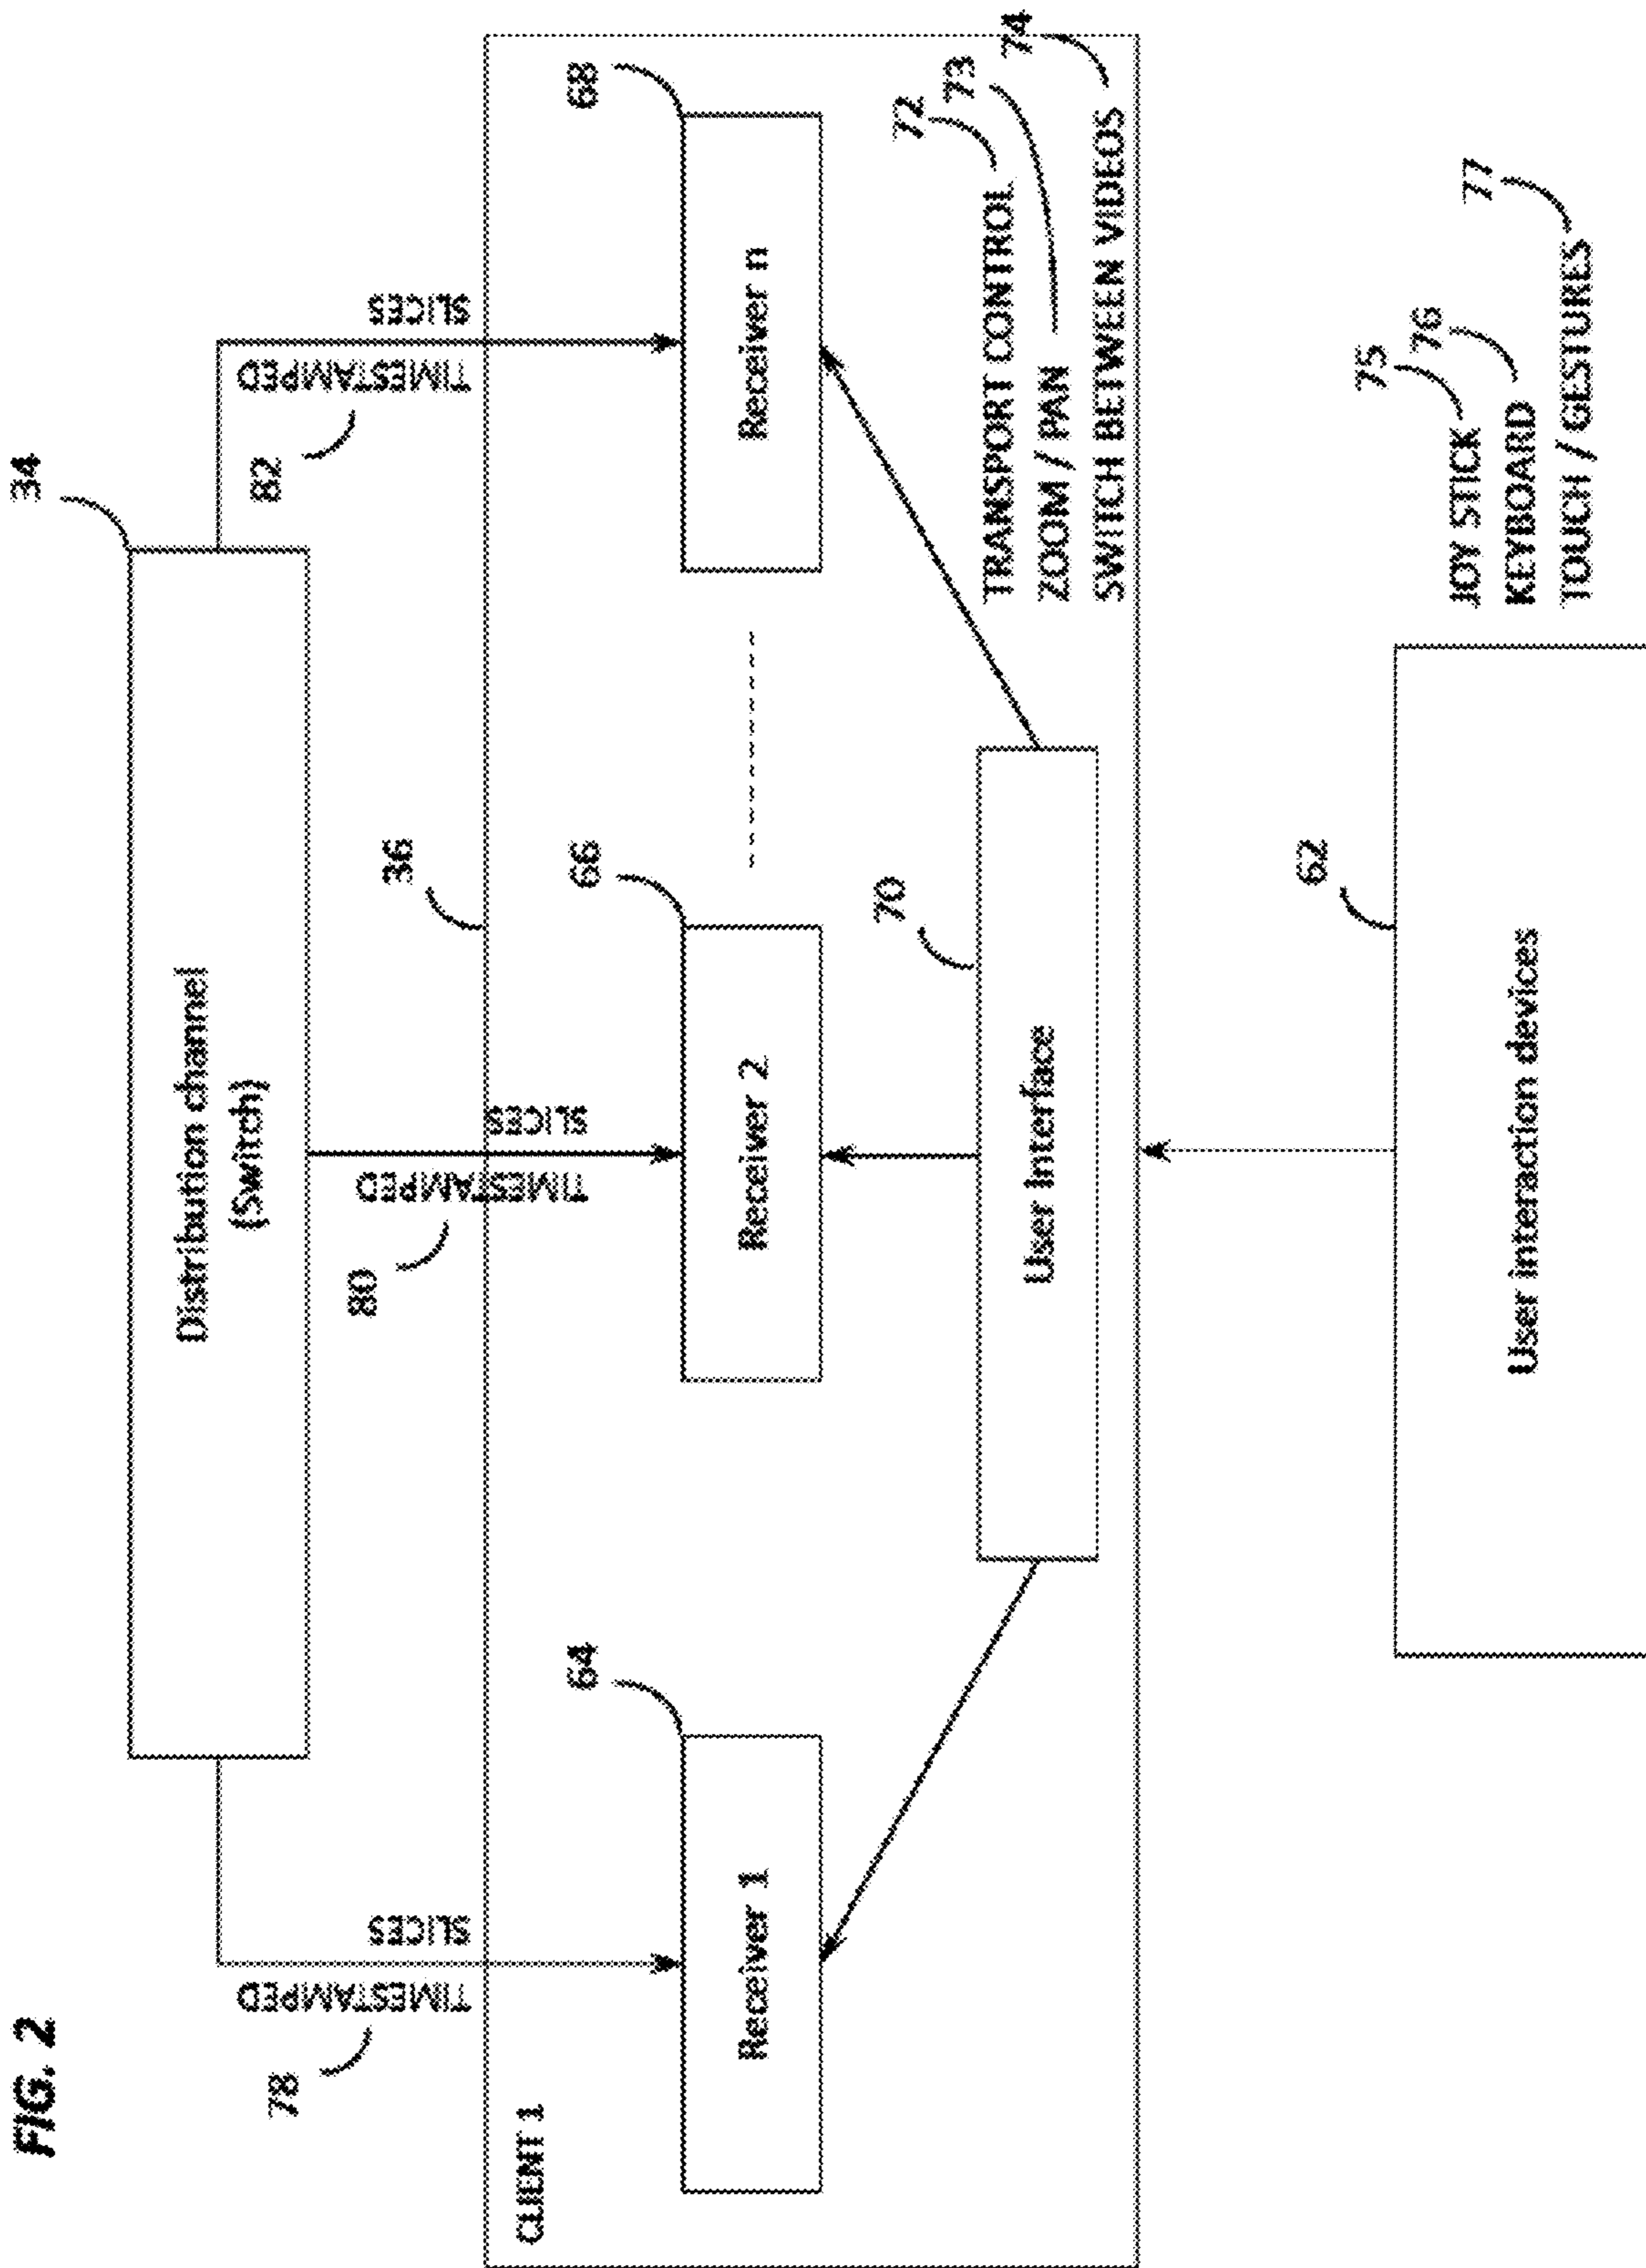 FIG. 2
34
Distribution channel
(Switch)
78
TIMESTAMPED
SLICES
80
TIMESTAMPED
SLICES
82
TIMESTAMPED
SLICES
36
CLIENT 1
64
Receiver 1
66
Receiver 2
68
Receiver n
70
User Interface
TRANSPORT CONTROL 72
ZOOM / PAN 73
SWITCH BETWEEN VIDEOS 74
62
User interaction devices
JOY STICK 75
KEYBOARD 76
TOUCH / GESTURES 77